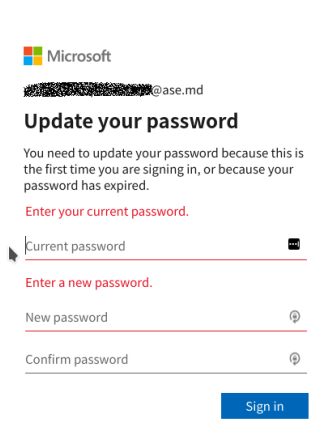 Microsoft
@ase.md
Update your password
You need to update your password because this is
the first time you are signing in, or because your
password has expired.
Enter your current password.
Current password
Enter a new password.
New password
Confirm password
Sign in